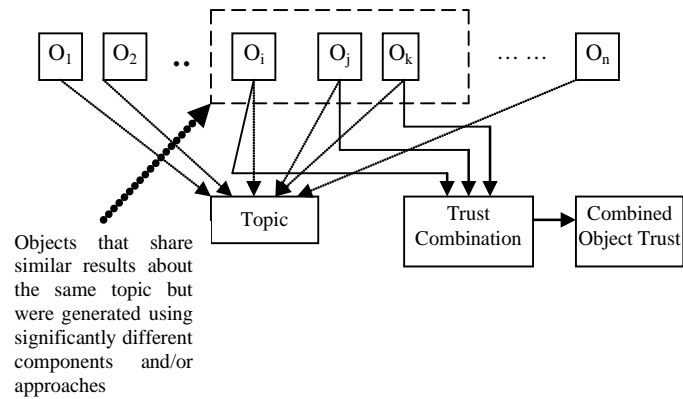 O1 O2 .. Oi Oj Ok ... ... On
Topic
Trust
Combination
Combined
Object Trust
Objects that share
similar results about
the same topic but
were generated using
significantly different
components and/or
approaches